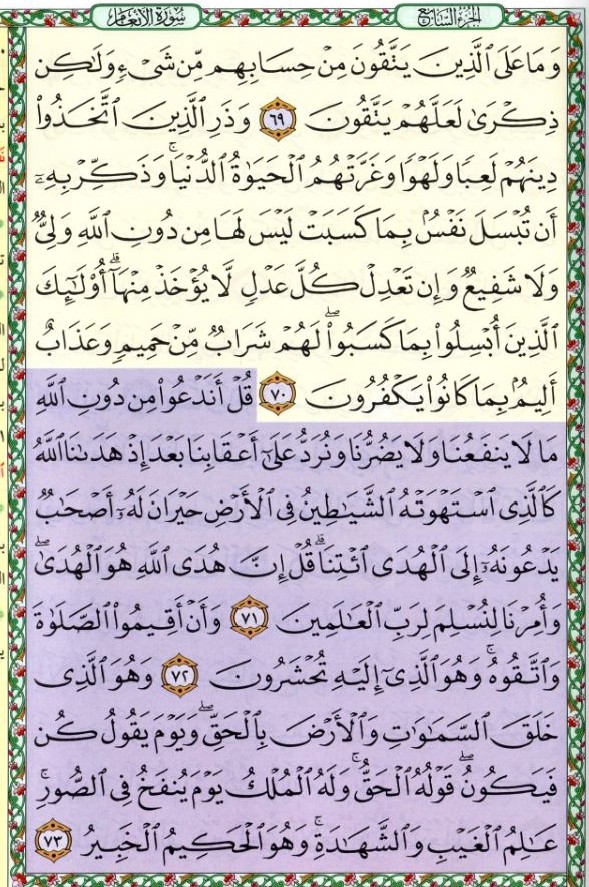 الجزء السابع
سورة الأنعام
وَمَا عَلَى ٱلَّذِينَ يَتَّقُونَ مِنۡ حِسَابِهِم مِّن شَيۡءٖ وَلَٰكِن
ذِكۡرَىٰ لَعَلَّهُمۡ يَتَّقُونَ ٦٩ وَذَرِ ٱلَّذِينَ ٱتَّخَذُواْ
دِينَهُمۡ لَعِبٗا وَلَهۡوٗا وَغَرَّتۡهُمُ ٱلۡحَيَوٰةُ ٱلدُّنۡيَاۚ وَذَكِّرۡ بِهِۦٓ
أَن تُبۡسَلَ نَفۡسُۢ بِمَا كَسَبَتۡ لَيۡسَ لَهَا مِن دُونِ ٱللَّهِ وَلِيّٞ
وَلَا شَفِيعٞ وَإِن تَعۡدِلۡ كُلَّ عَدۡلٖ لَّا يُؤۡخَذۡ مِنۡهَآۗ أُوْلَٰٓئِكَ
ٱلَّذِينَ أُبۡسِلُواْ بِمَا كَسَبُواْۖ لَهُمۡ شَرَابٞ مِّنۡ حَمِيمٖ وَعَذَابٌ
أَلِيمُۢ بِمَا كَانُواْ يَكۡفُرُونَ ٧٠ قُلۡ أَنَدۡعُواْ مِن دُونِ ٱللَّهِ
مَا لَا يَنفَعُنَا وَلَا يَضُرُّنَا وَنُرَدُّ عَلَىٰٓ أَعۡقَابِنَا بَعۡدَ إِذۡ هَدَىٰنَا ٱللَّهُ
كَٱلَّذِي ٱسۡتَهۡوَتۡهُ ٱلشَّيَٰطِينُ فِي ٱلۡأَرۡضِ حَيۡرَانَ لَهُۥٓ أَصۡحَٰبٞ
يَدۡعُونَهُۥٓ إِلَى ٱلۡهُدَى ٱئۡتِنَاۗ قُلۡ إِنَّ هُدَى ٱللَّهِ هُوَ ٱلۡهُدَىٰۖ
وَأُمِرۡنَا لِنُسۡلِمَ لِرَبِّ ٱلۡعَٰلَمِينَ ٧١ وَأَنۡ أَقِيمُواْ ٱلصَّلَوٰةَ
وَٱتَّقُوهُۚ وَهُوَ ٱلَّذِيٓ إِلَيۡهِ تُحۡشَرُونَ ٧٢ وَهُوَ ٱلَّذِي
خَلَقَ ٱلسَّمَٰوَٰتِ وَٱلۡأَرۡضَ بِٱلۡحَقِّۖ وَيَوۡمَ يَقُولُ كُن
فَيَكُونُۚ قَوۡلُهُ ٱلۡحَقُّۚ وَلَهُ ٱلۡمُلۡكُ يَوۡمَ يُنفَخُ فِي ٱلصُّورِۚ
عَٰلِمُ ٱلۡغَيۡبِ وَٱلشَّهَٰدَةِۚ وَهُوَ ٱلۡحَكِيمُ ٱلۡخَبِيرُ ٧٣